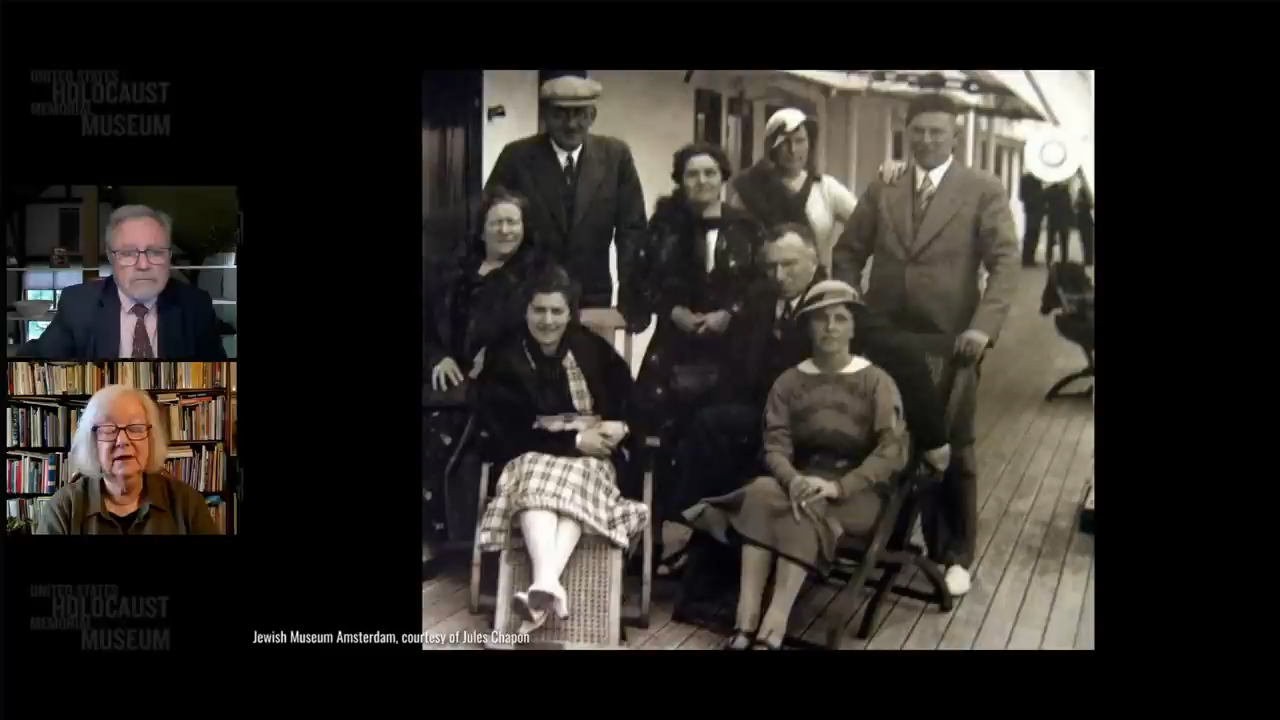 UNITED STATES
HOLOCAUST
MEMORIAL
MUSEUM
Jewish Museum Amsterdam, courtesy of Jules Chapon
UNITED STATES
HOLOCAUST
MEMORIAL
MUSEUM